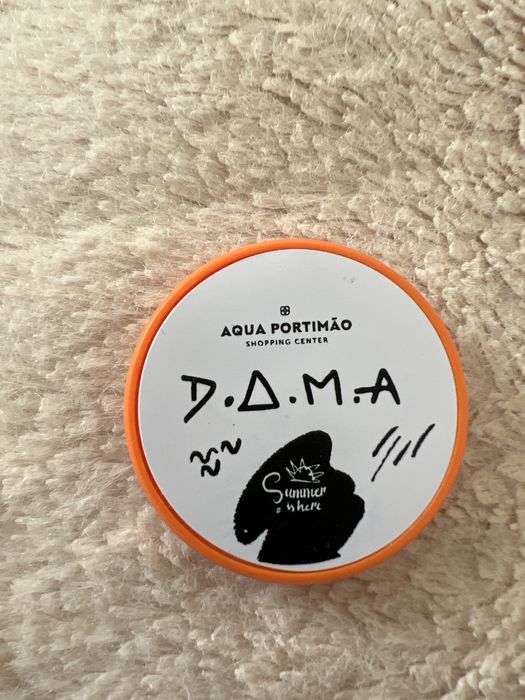 AQUA PORTIMÃO
SHOPPING CENTER
D.Δ.M.A
Summer
is here